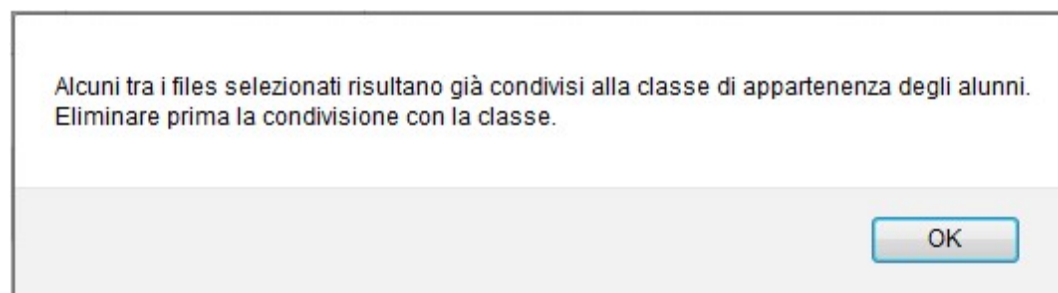 Alcuni tra i files selezionati risultano già condivisi alla classe di appartenenza degli alunni.
Eliminare prima la condivisione con la classe.
OK